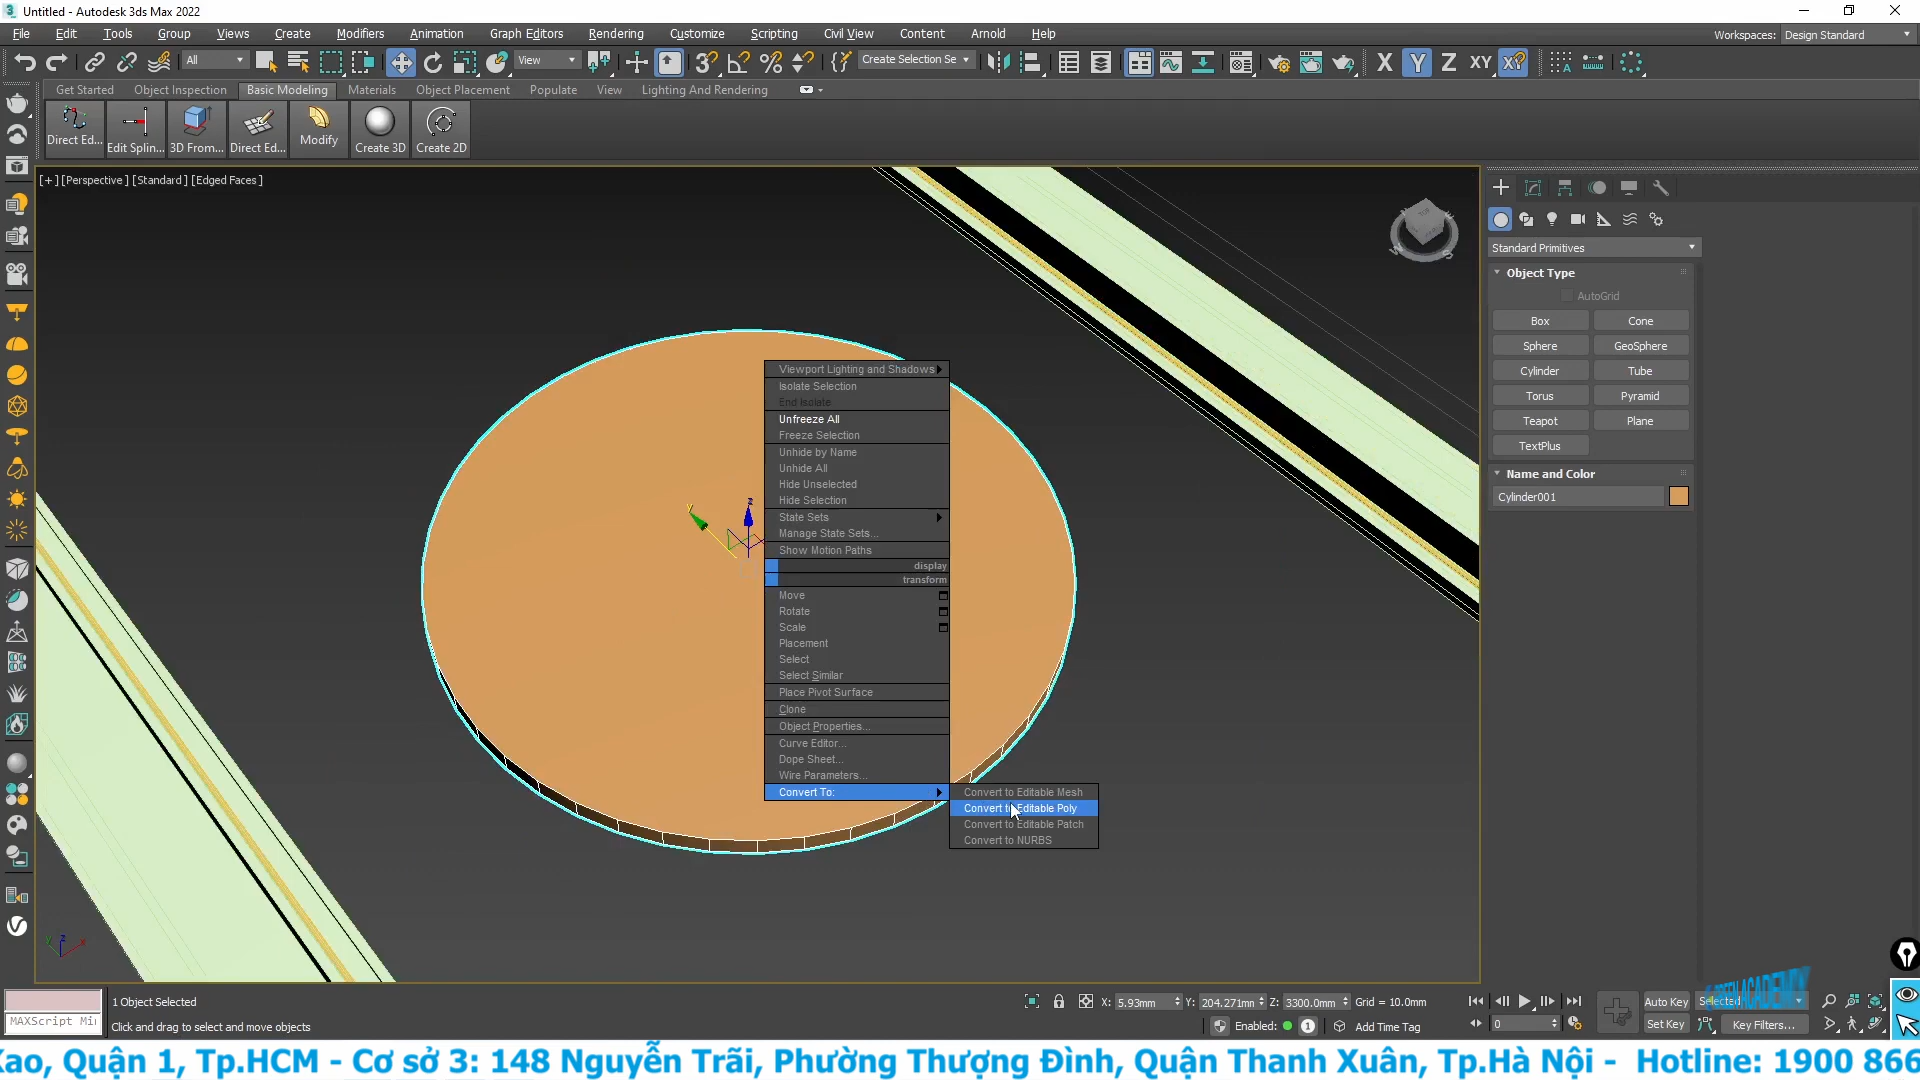 Untitled - Autodesk 3ds Max 2022
File Edit Tools Group Views Create Modifiers Animation Graph Editors Rendering Customize Scripting Civil View Content Arnold Help
Workspaces: Design Standard
All View Create Selection Se X Y Z XY
Get Started Object Inspection Basic Modeling Materials Object Placement Populate View Lighting And Rendering
Direct Ed... Edit Splin... 3D From... Direct Ed... Modify Create 3D Create 2D
[+] [Perspective ] [Standard ] [Edged Faces ]
Standard Primitives
Object Type
AutoGrid
Box Cone
Sphere GeoSphere
Cylinder Tube
Torus Pyramid
Teapot Plane
TextPlus
Name and Color
Cylinder001
Viewport Lighting and Shadows
Isolate Selection
End Isolate
Unfreeze All
Freeze Selection
Unhide by Name
Unhide All
Hide Unselected
Hide Selection
State Sets
Manage State Sets...
Show Motion Paths
display
transform
Move
Rotate
Scale
Placement
Select
Select Similar
Place Pivot Surface
Clone
Object Properties...
Curve Editor...
Dope Sheet...
Wire Parameters...
Convert To:
Convert to Editable Mesh
Convert to Editable Poly
Convert to Editable Patch
Convert to NURBS
1 Object Selected
Click and drag to select and move objects
X: 5.93mm Y: 204.271mm Z: 3300.0mm Grid = 10.0mm
Enabled: 1 Add Time Tag
0
Auto Key Selected
Set Key Key Filters...
Kao, Quận 1, Tp.HCM - Cơ sở 3: 148 Nguyễn Trãi, Phường Thượng Đình, Quận Thanh Xuân, Tp.Hà Nội - Hotline: 1900 866